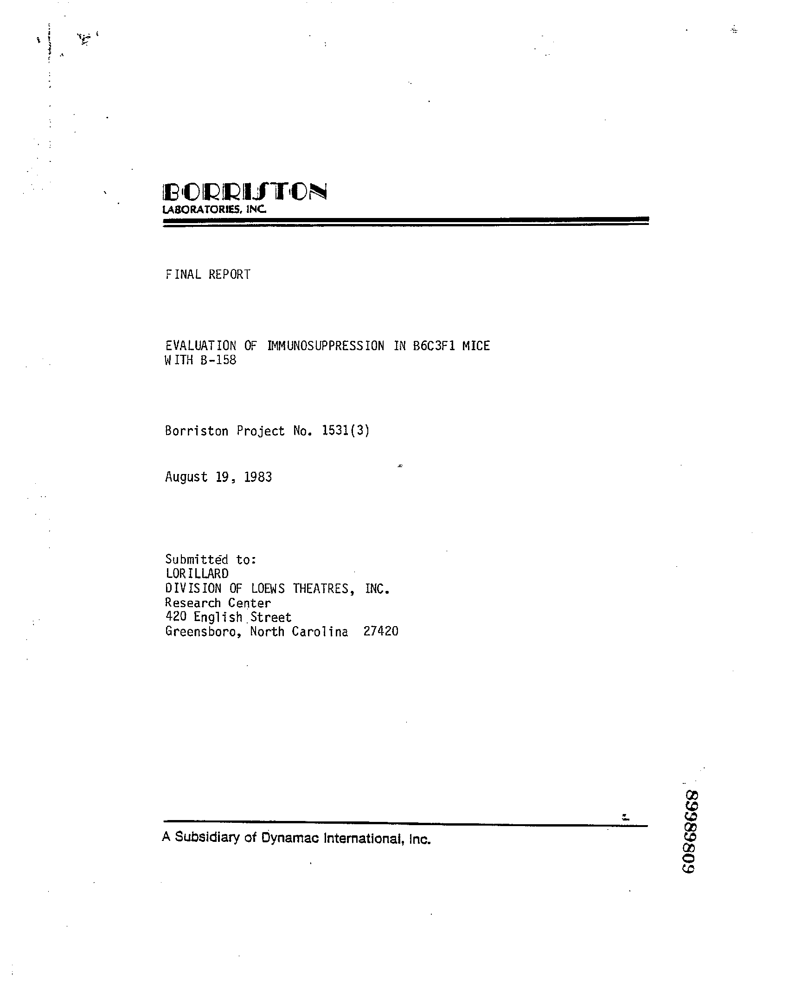 BORRISTON
LABORATORIES, INC.
FINAL REPORT
EVALUATION OF IMMUNOSUPPRESSION IN B6C3F1 MICE
WITH B-158
Borriston Project No. 1531(3)
August 19, 1983
Submitted to:
LORILLARD
DIVISION OF LOEWS THEATRES, INC.
Research Center
420 English Street
Greensboro, North Carolina 27420
A Subsidiary of Dynamac International, Inc.
89989809